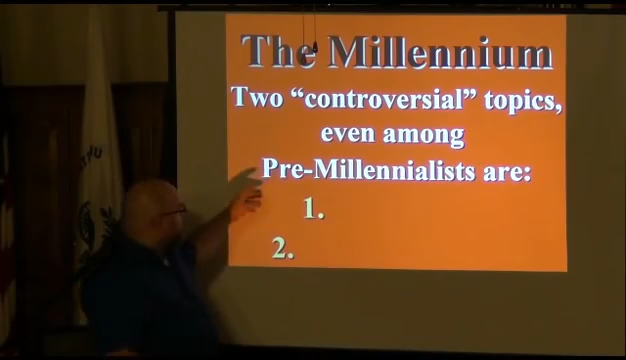 The Millennium
Two “controversial” topics,
even among
Pre-Millennialists are:
1.
2.